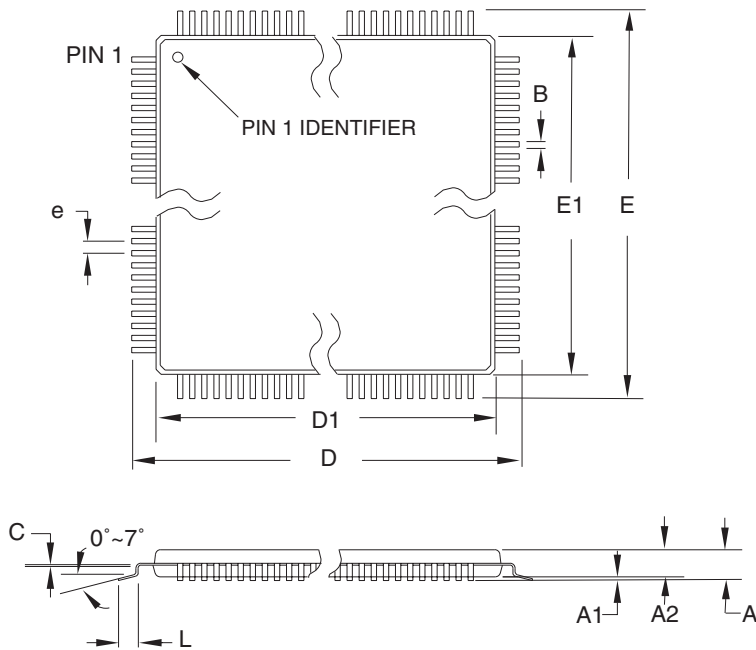 PIN 1
PIN 1 IDENTIFIER
B
e
E1
E
D1
D
C
0°~7°
L
A1
A2
A